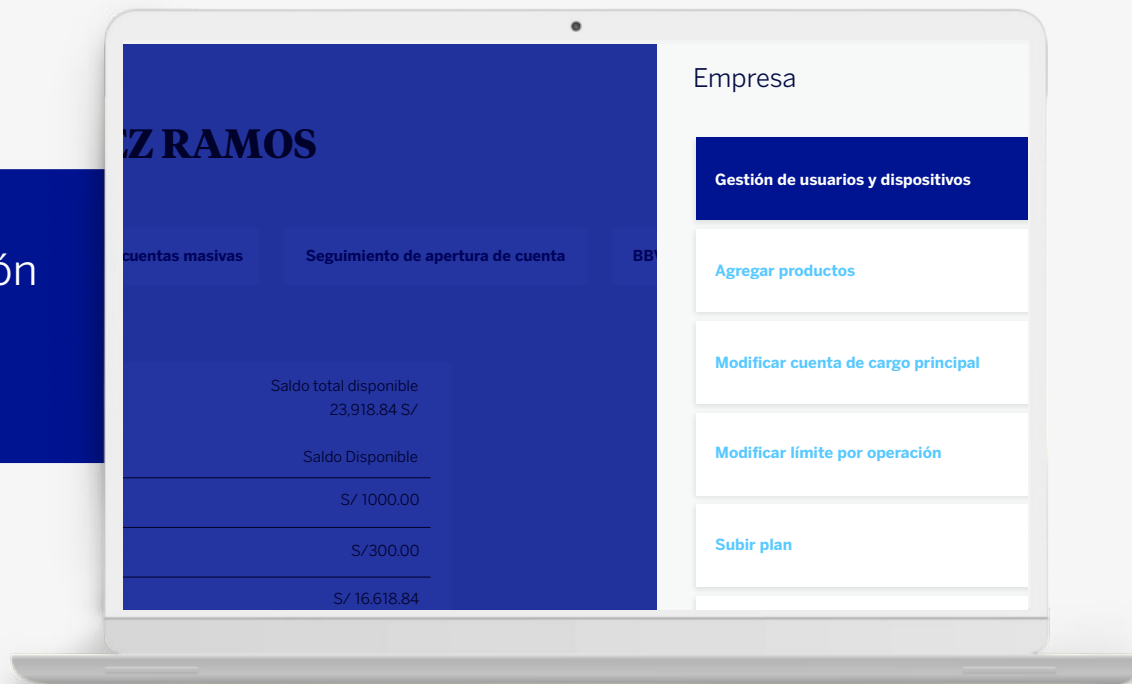 ón
EZ RAMOS
cuentas masivas
Seguimiento de apertura de cuenta
BBV
Saldo total disponible
23,918.84 S/
Saldo Disponible
S/ 1000.00
S/300.00
S/ 16.618.84
Empresa
Gestión de usuarios y dispositivos
Agregar productos
Modificar cuenta de cargo principal
Modificar límite por operación
Subir plan